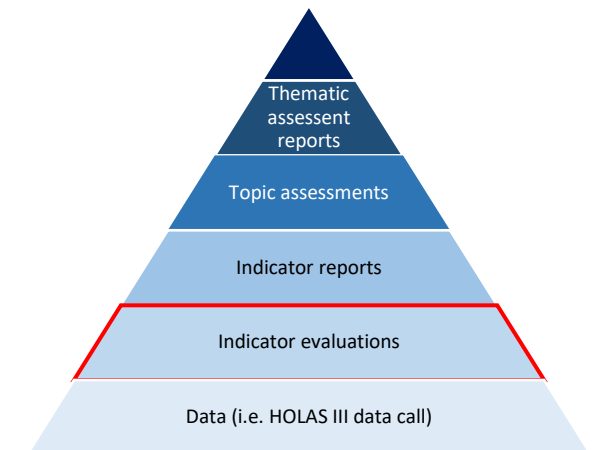 Thematic
assessent
reports
Topic assessments
Indicator reports
Indicator evaluations
Data (i.e. HOLAS III data call)